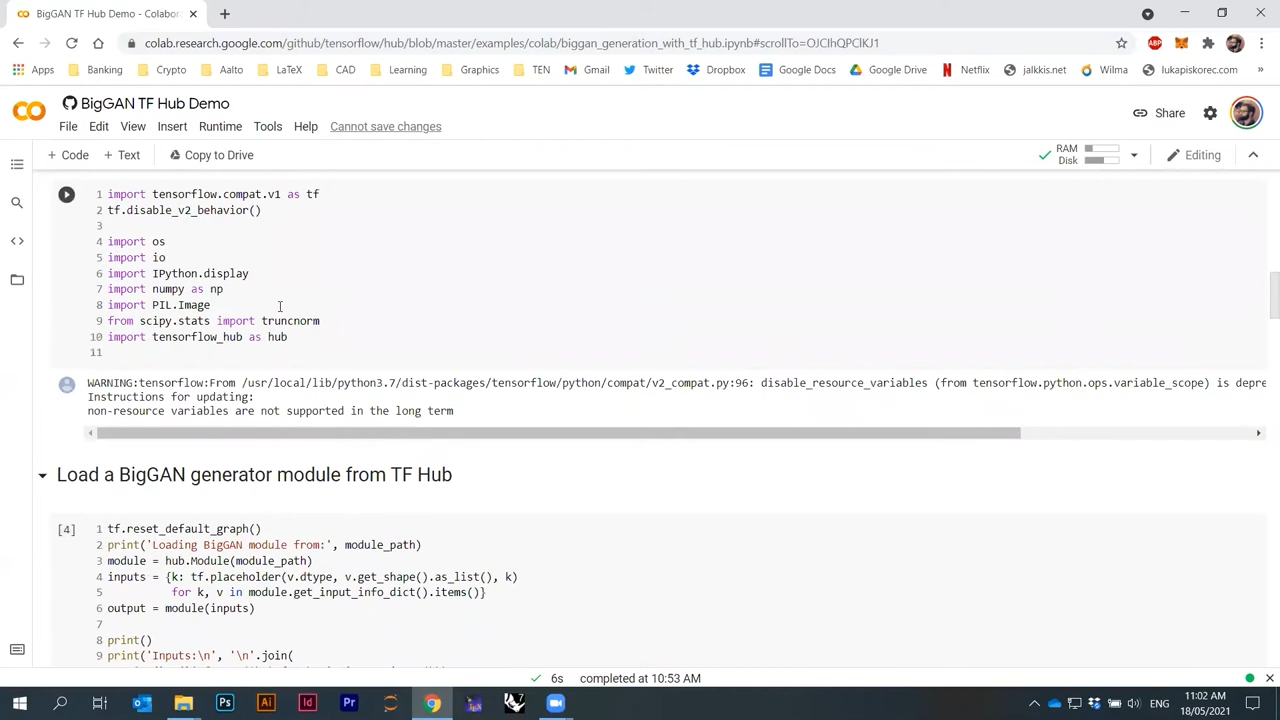 BigGAN TF Hub Demo - Colabora
colab.research.google.com/github/tensorflow/hub/blob/master/examples/colab/biggan_generation_with_tf_hub.ipynb#scrollTo=OJCIhQPClKJ1
ABP
Apps Banking Crypto Aalto LaTeX CAD Learning Graphics TEN Gmail Twitter Dropbox Google Docs Google Drive Netflix jalkkis.net Wilma lukapiskorec.com »
CO BigGAN TF Hub Demo
Share
File Edit View Insert Runtime Tools Help Cannot save changes
+ Code + Text Copy to Drive
RAM
Disk
Editing
1 import tensorflow.compat.v1 as tf
2 tf.disable_v2_behavior()
3
4 import os
5 import io
6 import IPython.display
7 import numpy as np
8 import PIL.Image
9 from scipy.stats import truncnorm
10 import tensorflow_hub as hub
11
WARNING:tensorflow:From /usr/local/lib/python3.7/dist-packages/tensorflow/python/compat/v2_compat.py:96: disable_resource_variables (from tensorflow.python.ops.variable_scope) is depre
Instructions for updating:
non-resource variables are not supported in the long term
Load a BigGAN generator module from TF Hub
[4] 1 tf.reset_default_graph()
2 print('Loading BigGAN module from:', module_path)
3 module = hub.Module(module_path)
4 inputs = {k: tf.placeholder(v.dtype, v.get_shape().as_list(), k)
5 for k, v in module.get_input_info_dict().items()}
6 output = module(inputs)
7
8 print()
9 print('Inputs:\n', '\n'.join(
6s completed at 10:53 AM
Ps Ai Id Pr
ENG
11:02 AM
18/05/2021